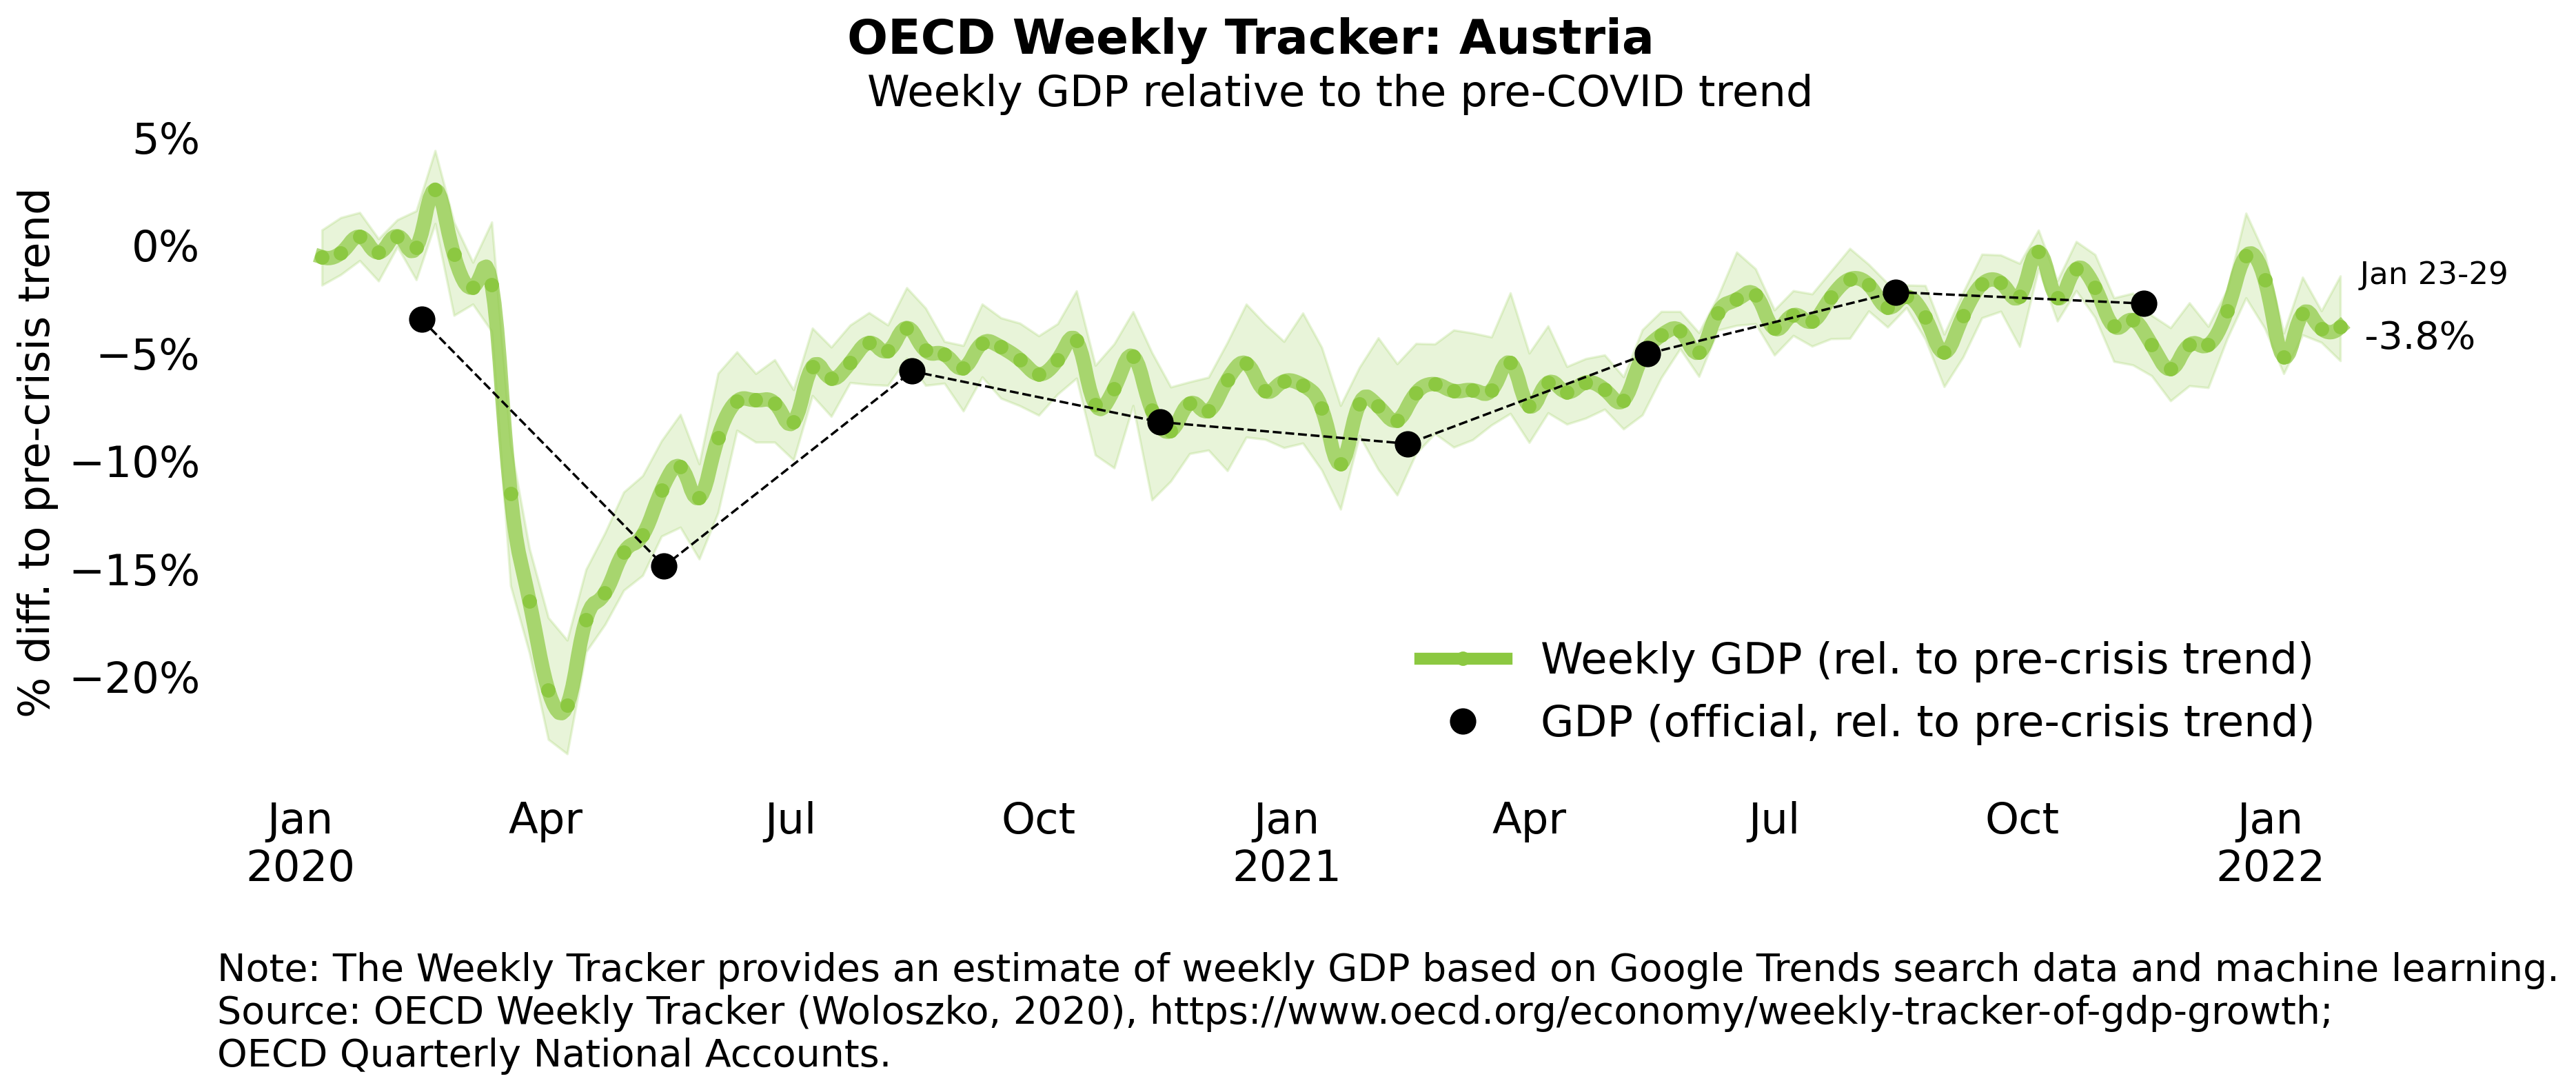 OECD Weekly Tracker: Austria
Weekly GDP relative to the pre-COVID trend
% diff. to pre-crisis trend
5%
0%
−5%
−10%
−15%
−20%
Jan 23-29
-3.8%
Weekly GDP (rel. to pre-crisis trend)
GDP (official, rel. to pre-crisis trend)
Jan Apr Jul Oct Jan Apr Jul Oct Jan
2020 2021 2022
Note: The Weekly Tracker provides an estimate of weekly GDP based on Google Trends search data and machine learning.
Source: OECD Weekly Tracker (Woloszko, 2020), https://www.oecd.org/economy/weekly-tracker-of-gdp-growth;
OECD Quarterly National Accounts.